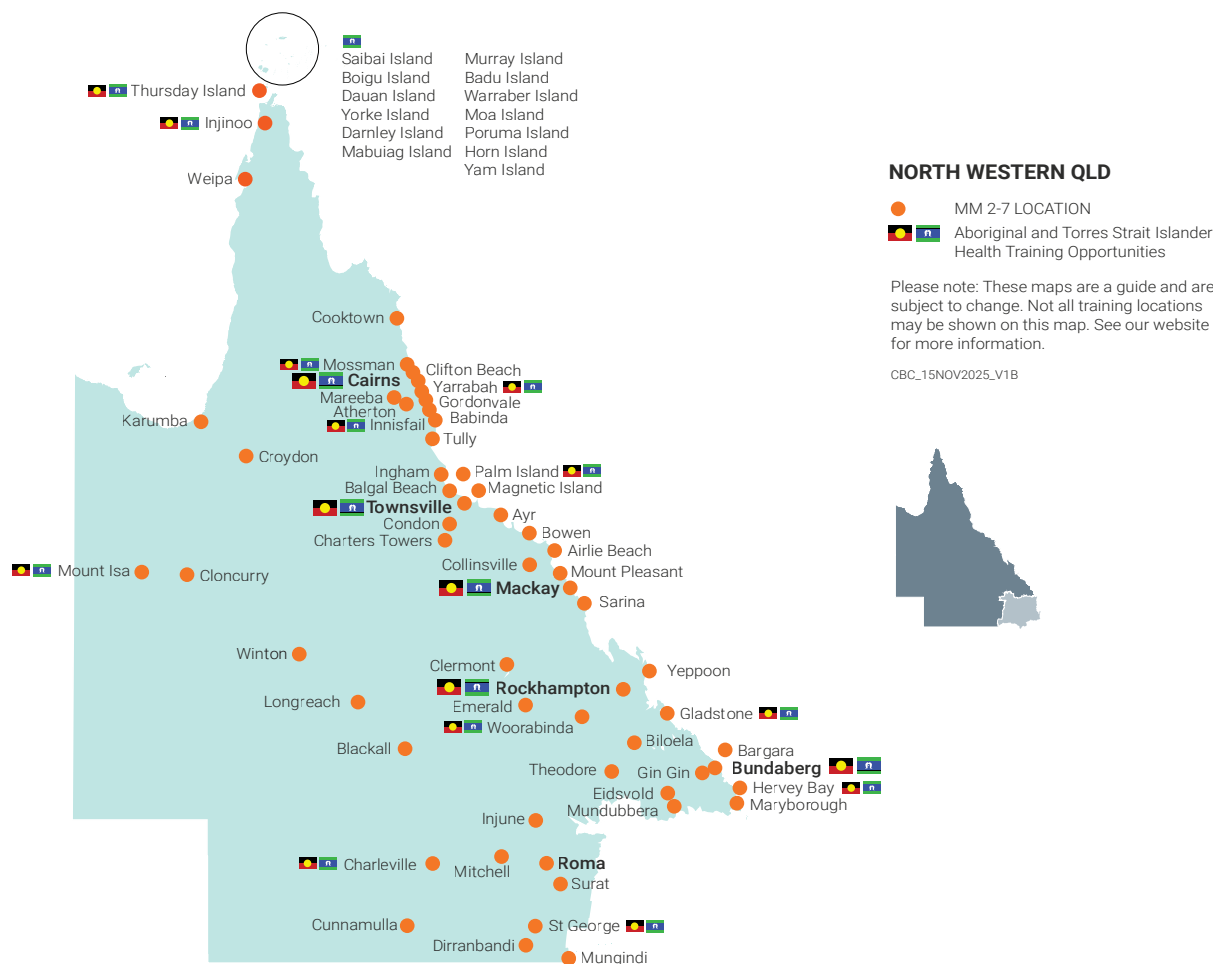 Saibai Island
Boigu Island
Dauan Island
Yorke Island
Darnley Island
Mabuiag Island
Murray Island
Badu Island
Warraber Island
Moa Island
Poruma Island
Horn Island
Yam Island
Thursday Island
Injinoo
Weipa
NORTH WESTERN QLD
MM 2-7 LOCATION
Aboriginal and Torres Strait Islander
Health Training Opportunities
Please note: These maps are a guide and are
subject to change. Not all training locations
may be shown on this map. See our website
for more information.
CBC_15NOV2025_V1B
Cooktown
Mossman
Clifton Beach
Cairns
Yarrabah
Mareeba
Gordonvale
Atherton
Babinda
Innisfail
Tully
Karumba
Croydon
Ingham
Palm Island
Balgal Beach
Magnetic Island
Townsville
Ayr
Condon
Bowen
Charters Towers
Airlie Beach
Collinsville
Mount Pleasant
Mount Isa
Cloncurry
Mackay
Sarina
Winton
Clermont
Yeppoon
Rockhampton
Longreach
Emerald
Gladstone
Woorabinda
Blackall
Biloela
Bargara
Theodore
Gin Gin
Bundaberg
Eidsvold
Hervey Bay
Mundubbera
Maryborough
Injune
Charleville
Mitchell
Roma
Surat
Cunnamulla
St George
Dirranbandi
Mungindi